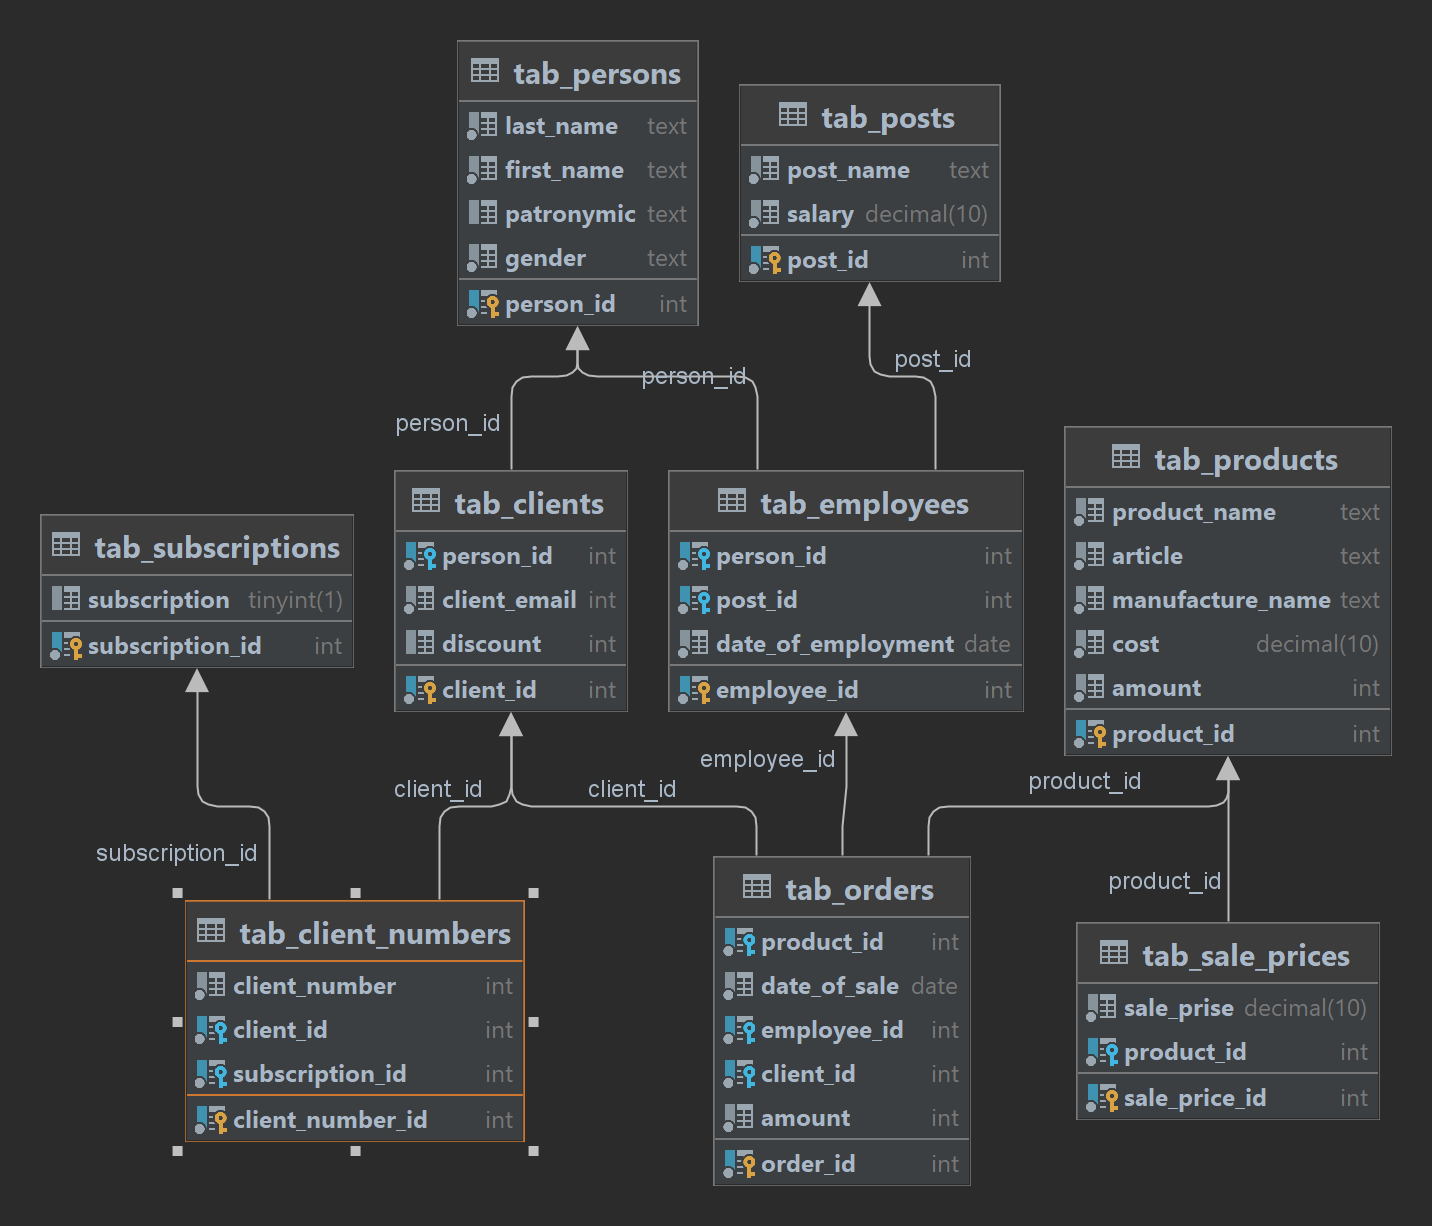 tab_persons
last_name text
first_name text
patronymic text
gender text
person_id int
tab_posts
post_name text
salary decimal(10)
post_id int
person_id
person_id
post_id
tab_subscriptions
subscription tinyint(1)
subscription_id int
tab_clients
person_id int
client_email int
discount int
client_id int
tab_employees
person_id int
post_id int
date_of_employment date
employee_id int
tab_products
product_name text
article text
manufacture_name text
cost decimal(10)
amount int
product_id int
subscription_id
client_id
client_id
employee_id
product_id
product_id
tab_client_numbers
client_number int
client_id int
subscription_id int
client_number_id int
tab_orders
product_id int
date_of_sale date
employee_id int
client_id int
amount int
order_id int
tab_sale_prices
sale_prise decimal(10)
product_id int
sale_price_id int